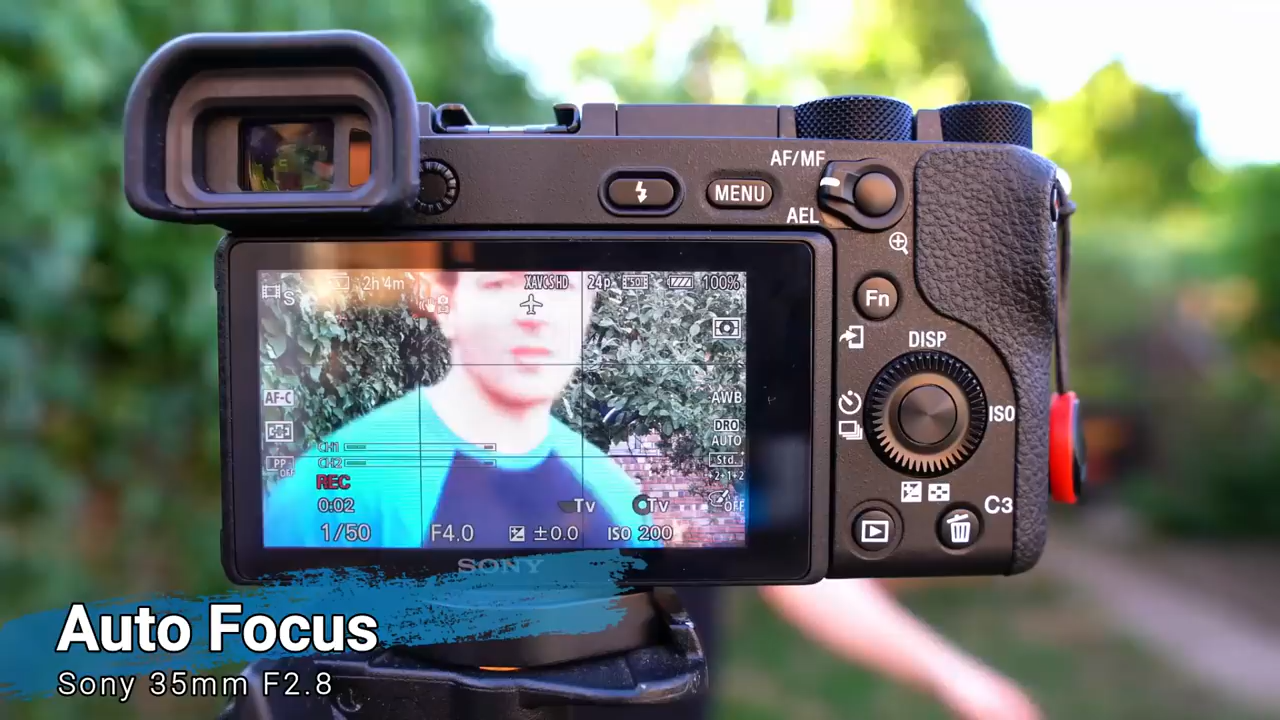 AF/MF
MENU
AEL
2h 4m
XAVC S HD
24p
100%
S
Fn
DISP
AF-C
AWB
DRO
AUTO
ISO
CH1
CH2
PP
OFF
Std.
REC
0:02
Tv
Tv
OFF
C3
1/50
F4.0
±0.0
ISO 200
SONY
Auto Focus
Sony 35mm F2.8